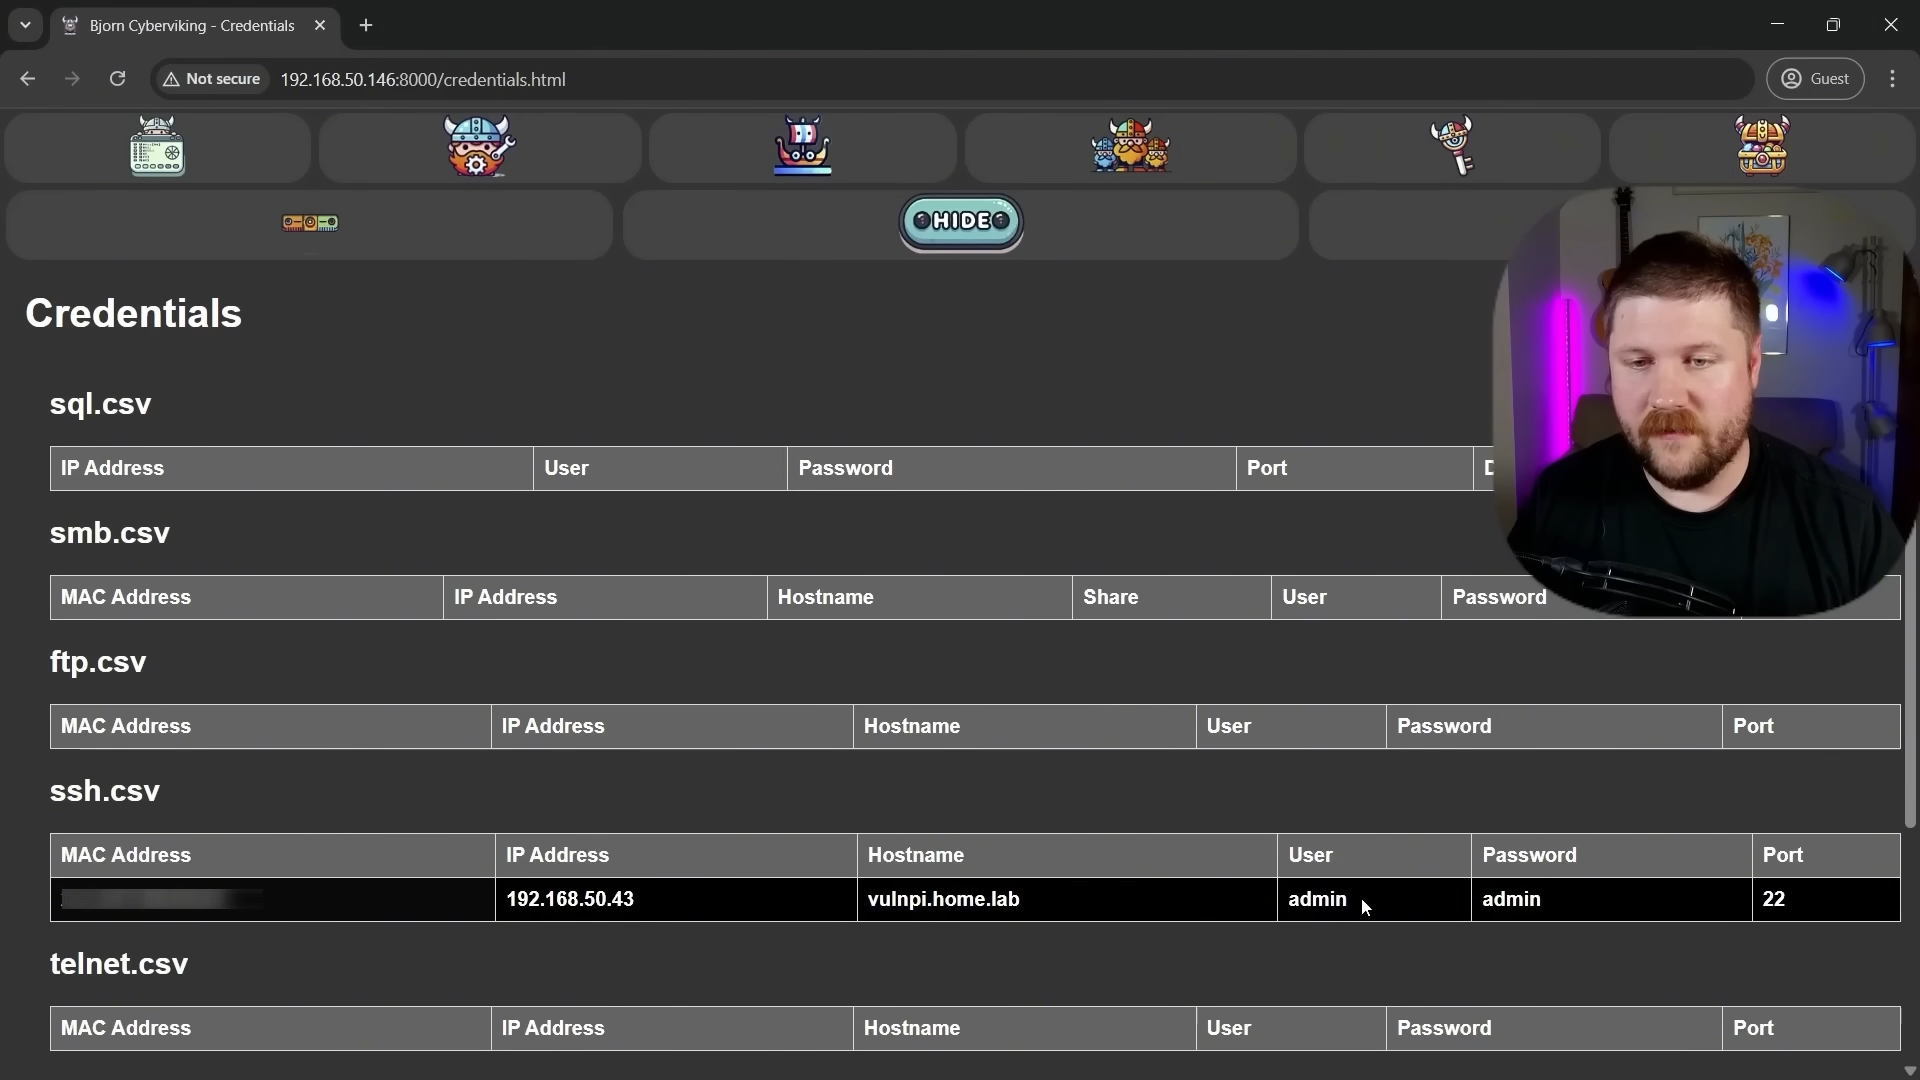 Bjorn Cyberviking - Credentials
Not secure 192.168.50.146:8000/credentials.html Guest
HIDE
Credentials
sql.csv
IP Address User Password Port
smb.csv
MAC Address IP Address Hostname Share User Password
ftp.csv
MAC Address IP Address Hostname User Password Port
ssh.csv
MAC Address IP Address Hostname User Password Port
192.168.50.43 vulnpi.home.lab admin admin 22
telnet.csv
MAC Address IP Address Hostname User Password Port